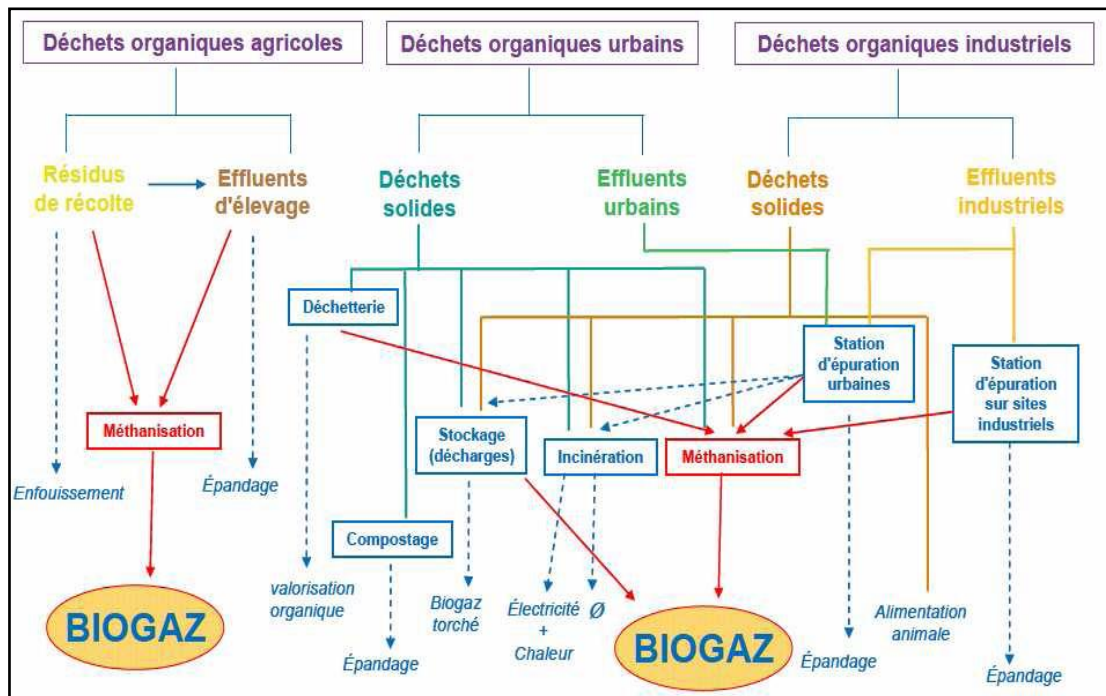 Déchets organiques agricoles
Déchets organiques urbains
Déchets organiques industriels
Résidus
de récolte
Effluents
d'élevage
Déchets
solides
Effluents
urbains
Déchets
solides
Effluents
industriels
Déchetterie
Station
d'épuration
urbaines
Station
d'épuration
sur sites
industriels
Méthanisation
Stockage
(décharges)
Incinération
Méthanisation
Enfouissement
Épandage
Compostage
valorisation
organique
Biogaz
torché
Électricité
+
Chaleur
Ø
Alimentation
animale
BIOGAZ
BIOGAZ
Épandage
Épandage
Épandage